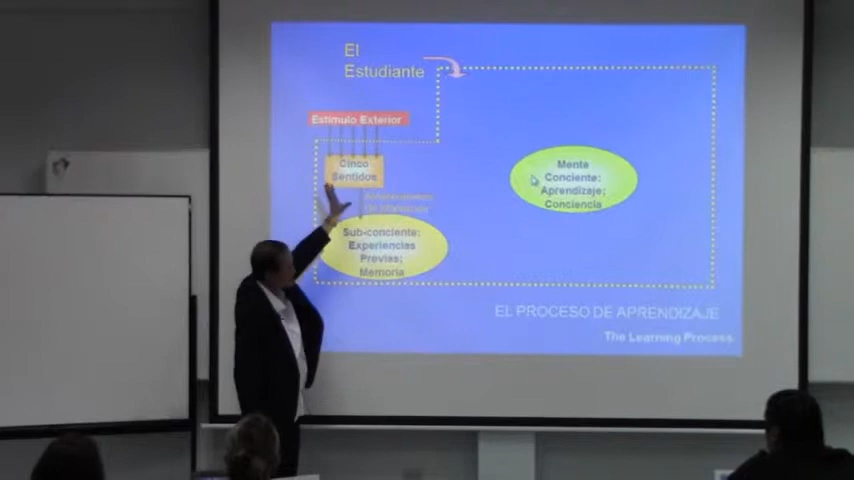 El
Estudiante
Estímulo Exterior
Cinco
Sentidos
Sub-conciente:
Experiencias
Previas;
Memoria
Mente
Conciente:
Aprendizaje;
Conciencia
EL PROCESO DE APRENDIZAJE
The Learning Process